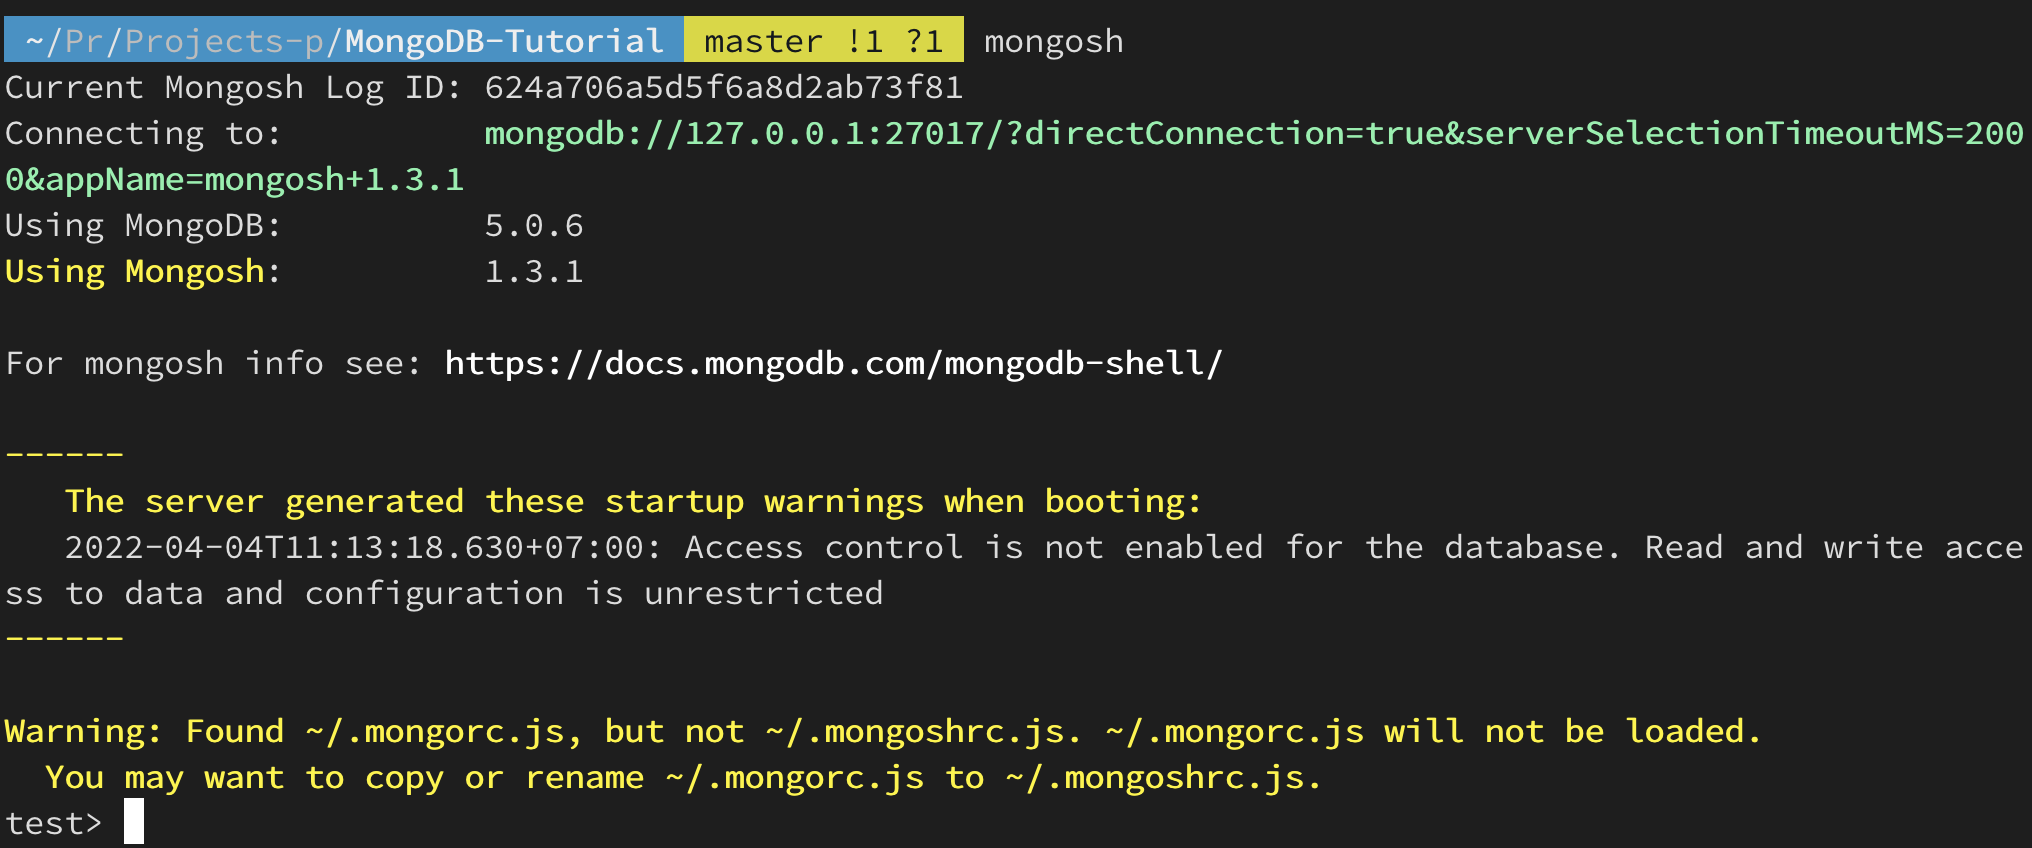 ~/Pr/Projects-p/MongoDB-Tutorial master !1 ?1 mongosh
Current Mongosh Log ID: 624a706a5d5f6a8d2ab73f81
Connecting to: mongodb://127.0.0.1:27017/?directConnection=true&serverSelectionTimeoutMS=200
0&appName=mongosh+1.3.1
Using MongoDB: 5.0.6
Using Mongosh: 1.3.1
For mongosh info see: https://docs.mongodb.com/mongodb-shell/
------
The server generated these startup warnings when booting:
2022-04-04T11:13:18.630+07:00: Access control is not enabled for the database. Read and write acce
ss to data and configuration is unrestricted
------
Warning: Found ~/.mongorc.js, but not ~/.mongoshrc.js. ~/.mongorc.js will not be loaded.
You may want to copy or rename ~/.mongorc.js to ~/.mongoshrc.js.
test>